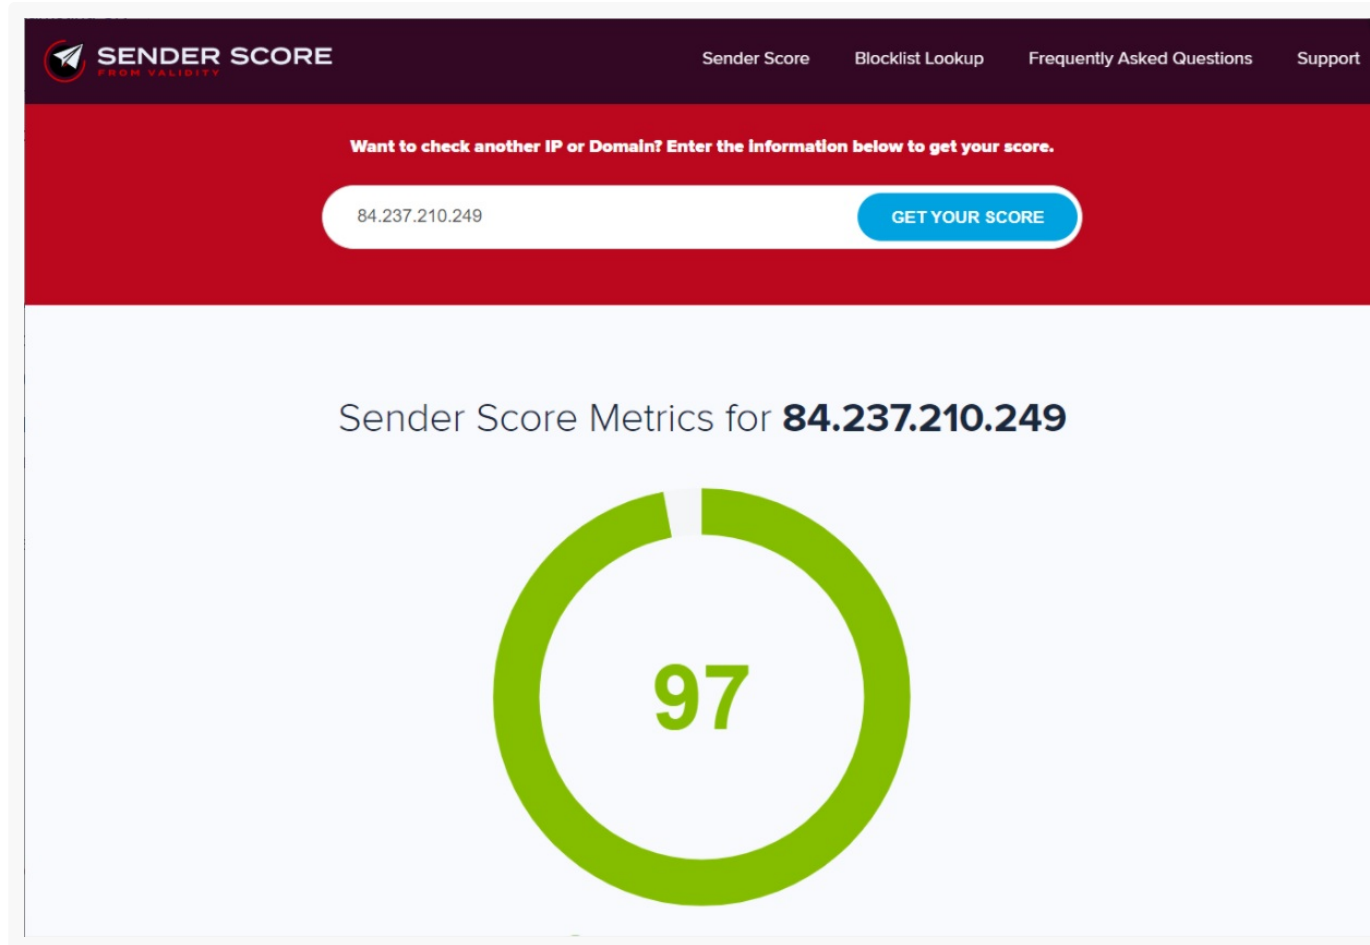 SENDER SCORE
FROM VALIDITY
Sender Score Blocklist Lookup Frequently Asked Questions Support
Want to check another IP or Domain? Enter the information below to get your score.
84.237.210.249 GET YOUR SCORE
Sender Score Metrics for 84.237.210.249
97